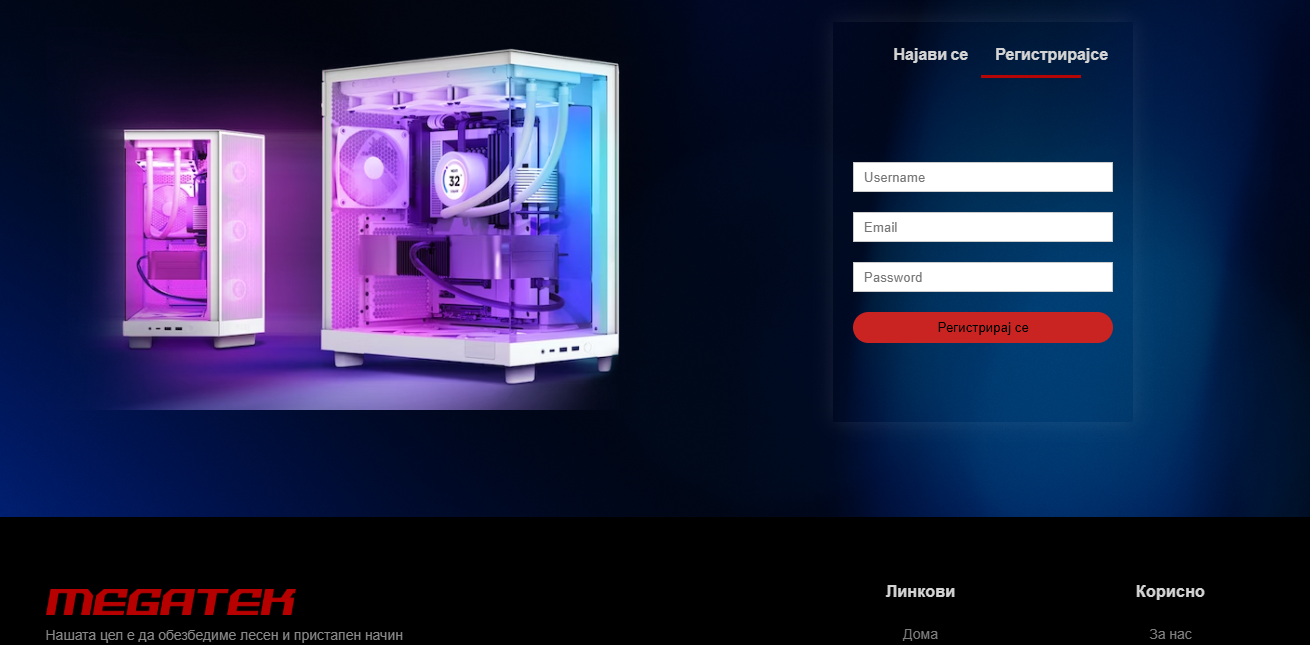 Најави се Регистрирајсе
32
Username
Email
Password
Регистрирај се
MEGATEK
Нашата цел е да обезбедиме лесен и пристапен начин
Линкови
Дома
Корисно
За нас